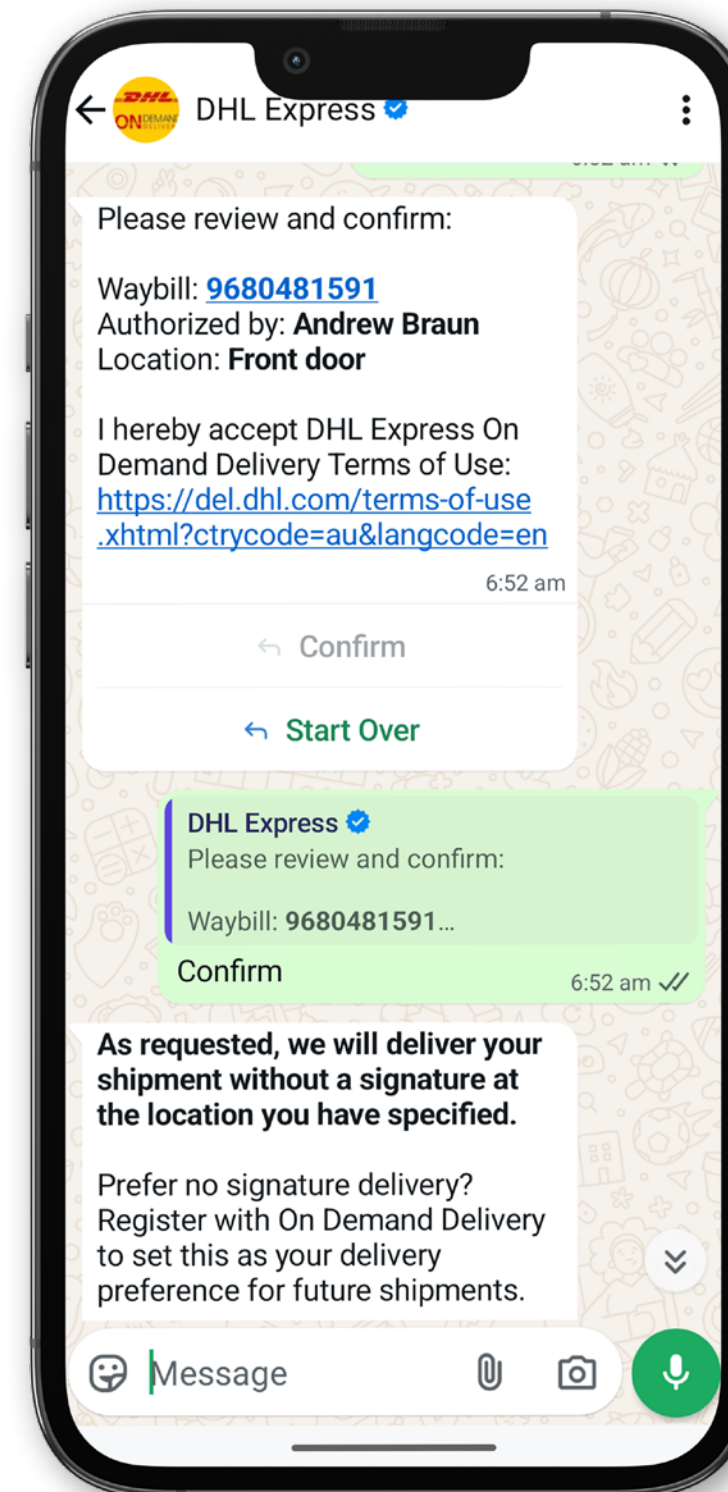 DHL
ON DEMAND
DELIVERY
DHL Express
Please review and confirm:
Waybill: 9680481591
Authorized by: Andrew Braun
Location: Front door
I hereby accept DHL Express On
Demand Delivery Terms of Use:
https://del.dhl.com/terms-of-use
.xhtml?ctrycode=au&langcode=en
6:52 am
Confirm
Start Over
DHL Express
Please review and confirm:
Waybill: 9680481591…
Confirm
6:52 am
As requested, we will deliver your
shipment without a signature at
the location you have specified.
Prefer no signature delivery?
Register with On Demand Delivery
to set this as your delivery
preference for future shipments.
Message